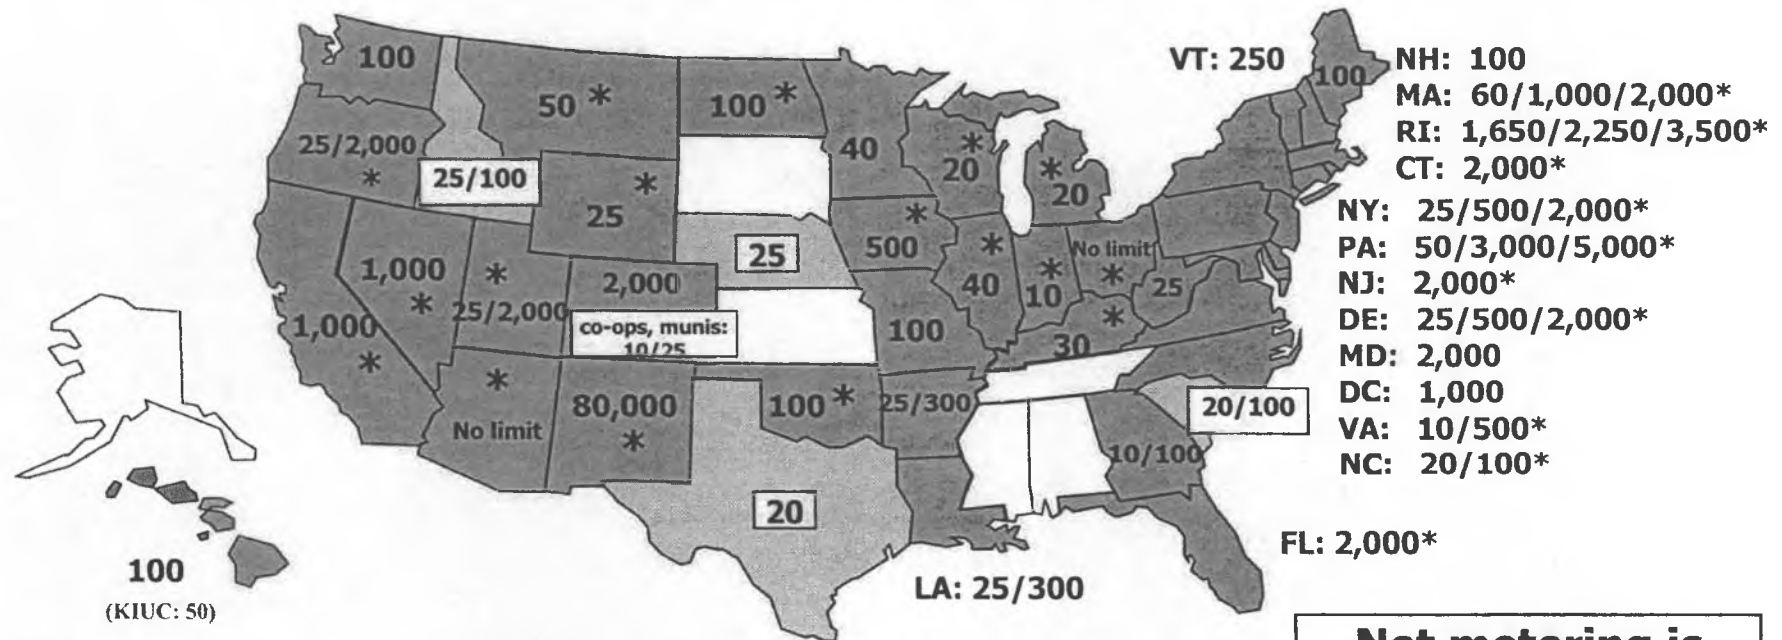 100
50 *
100 *
25/2,000
*
25/100
25 *
40
20 *
* 20
VT: 250
100
NH: 100
MA: 60/1,000/2,000*
RI: 1,650/2,250/3,500*
CT: 2,000*
NY: 25/500/2,000*
PA: 50/3,000/5,000*
NJ: 2,000*
DE: 25/500/2,000*
MD: 2,000
DC: 1,000
VA: 10/500*
NC: 20/100*
1,000
*
1,000
*
*
25/2,000
2,000
co-ops, munis:
10/25
25
500 *
*
40
*
10
No limit
*
25
100
*
30
*
No limit
80,000
*
100 *
25/300
20/100
10/100
20
FL: 2,000*
LA: 25/300
100
(KIUC: 50)
Net metering is